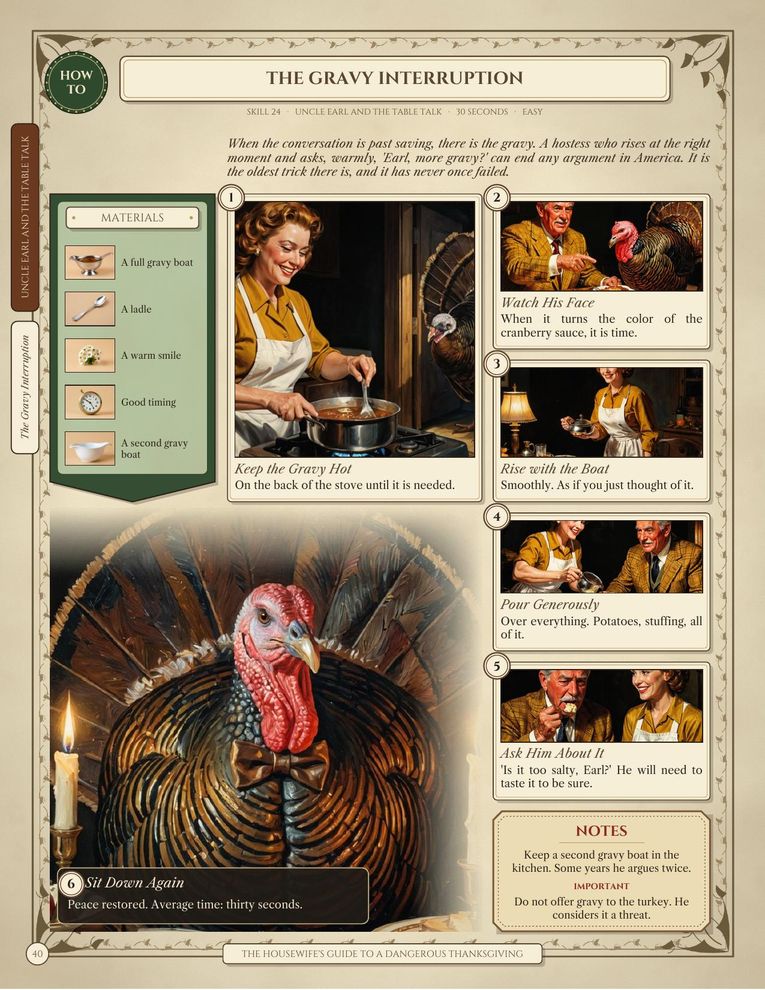 HOW
TO
THE GRAVY INTERRUPTION
SKILL 24 · UNCLE EARL AND THE TABLE TALK · 30 SECONDS · EASY
UNCLE EARL AND THE TABLE TALK
The Gravy Interruption
When the conversation is past saving, there is the gravy. A hostess who rises at the right
moment and asks, warmly, 'Earl, more gravy?' can end any argument in America. It is
the oldest trick there is, and it has never once failed.
MATERIALS
A full gravy boat
A ladle
A warm smile
Good timing
A second gravy
boat
1
Keep the Gravy Hot
On the back of the stove until it is needed.
2
Watch His Face
When it turns the color of the
cranberry sauce, it is time.
3
Rise with the Boat
Smoothly. As if you just thought of it.
4
Pour Generously
Over everything. Potatoes, stuffing, all
of it.
5
Ask Him About It
'Is it too salty, Earl?' He will need to
taste it to be sure.
6
Sit Down Again
Peace restored. Average time: thirty seconds.
NOTES
Keep a second gravy boat in the
kitchen. Some years he argues twice.
IMPORTANT
Do not offer gravy to the turkey. He
considers it a threat.
40
THE HOUSEWIFE'S GUIDE TO A DANGEROUS THANKSGIVING